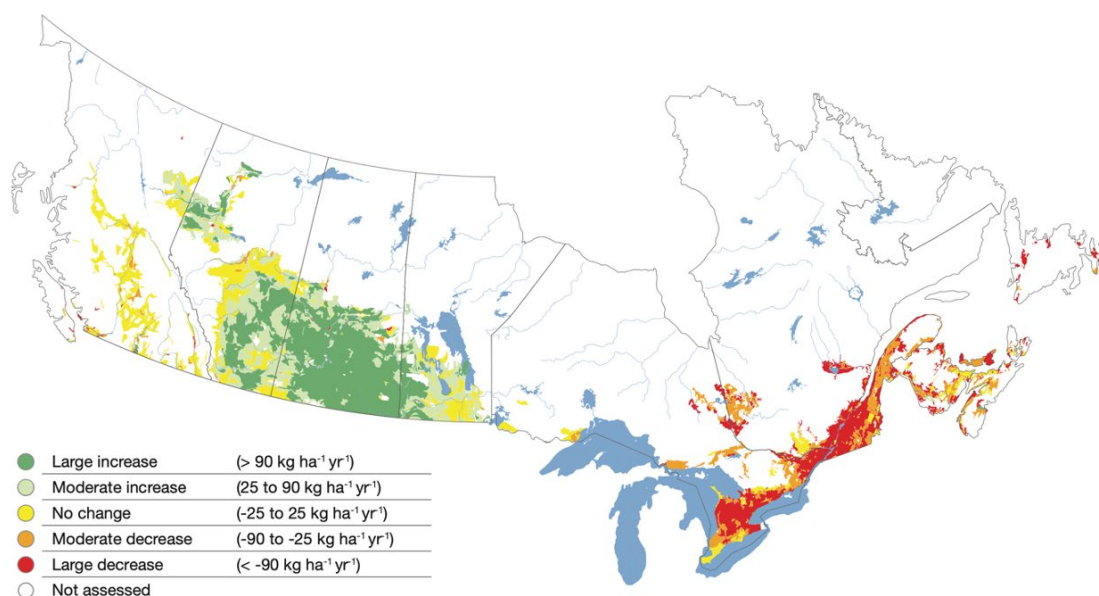 Large increase (> 90 kg ha⁻¹ yr⁻¹)
Moderate increase (25 to 90 kg ha⁻¹ yr⁻¹)
No change (-25 to 25 kg ha⁻¹ yr⁻¹)
Moderate decrease (-90 to -25 kg ha⁻¹ yr⁻¹)
Large decrease (< -90 kg ha⁻¹ yr⁻¹)
Not assessed